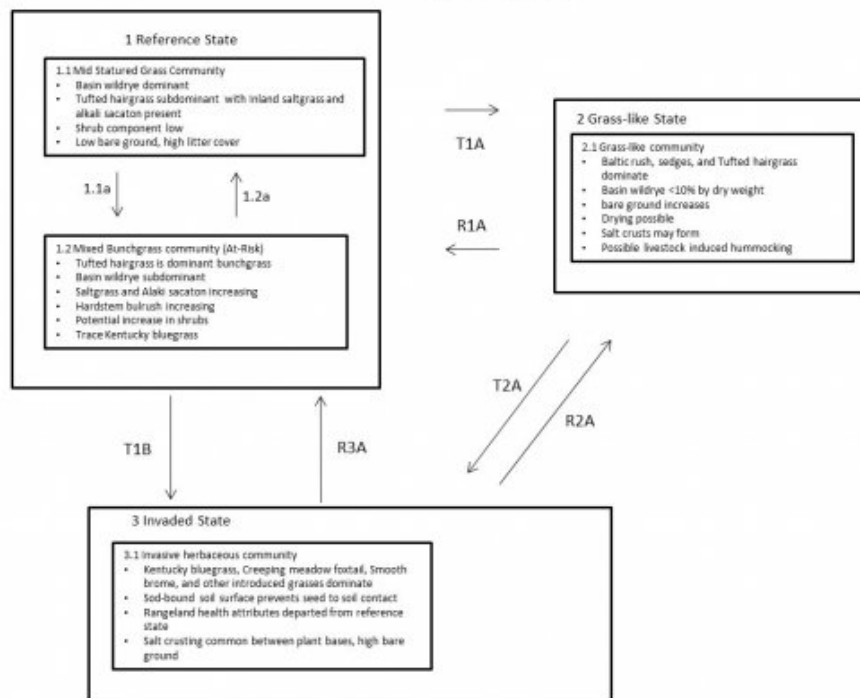 1 Reference State
1.1 Mid Statured Grass Community
• Basin wildrye dominant
• Tufted hairgrass subdominant with inland saltgrass and
alkali sacaton present
• Shrub component low
• Low bare ground, high litter cover
1.1a
1.2a
1.2 Mixed Bunchgrass community (At-Risk)
• Tufted hairgrass is dominant bunchgrass
• Basin wildrye subdominant
• Saltgrass and Alaki sacaton increasing
• Hardstem bulrush increasing
• Potential increase in shrubs
• Trace Kentucky bluegrass
T1A
R1A
2 Grass-like State
2.1 Grass-like community
• Baltic rush, sedges, and Tufted hairgrass
dominate
• Basin wildrye <10% by dry weight
• bare ground increases
• Drying possible
• Salt crusts may form
• Possible livestock induced hummocking
T1B
R3A
T2A
R2A
3 Invaded State
3.1 Invasive herbaceous community
• Kentucky bluegrass, Creeping meadow foxtail, Smooth
brome, and other introduced grasses dominate
• Sod-bound soil surface prevents seed to soil contact
• Rangeland health attributes departed from reference
state
• Salt crusting common between plant bases, high bare
ground